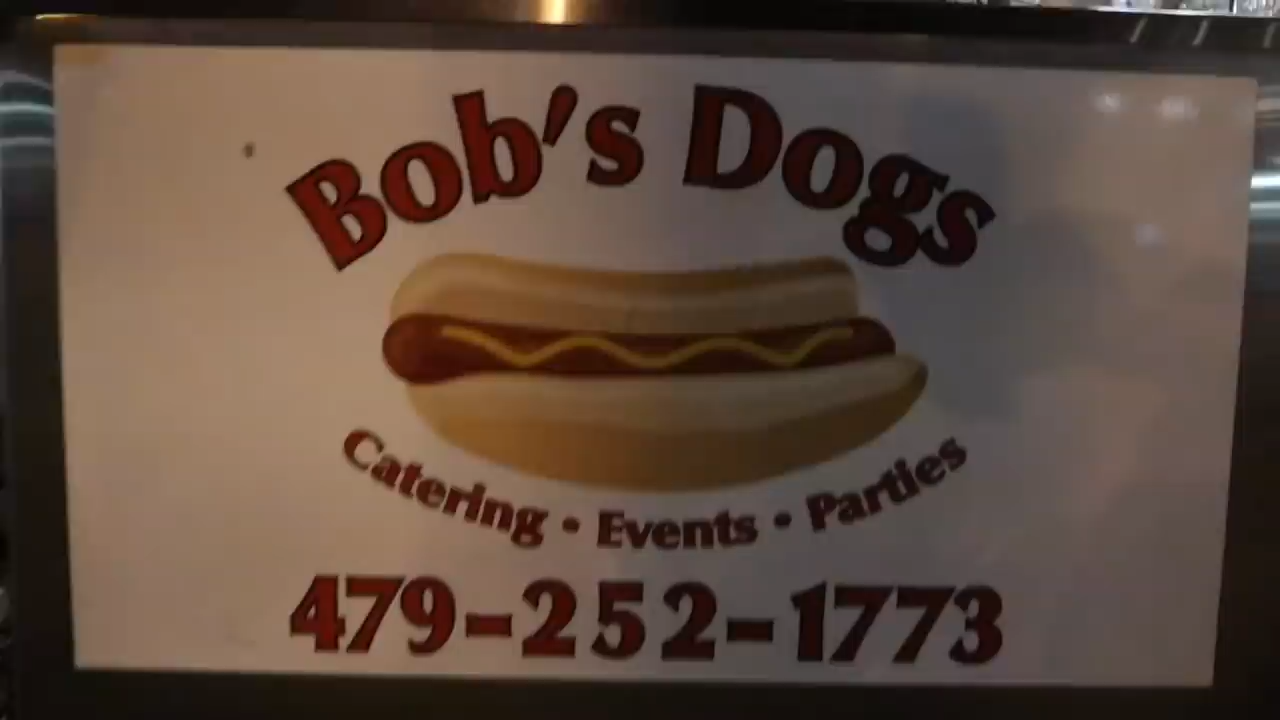 Bob's Dogs
Catering • Events • Parties
479-252-1773